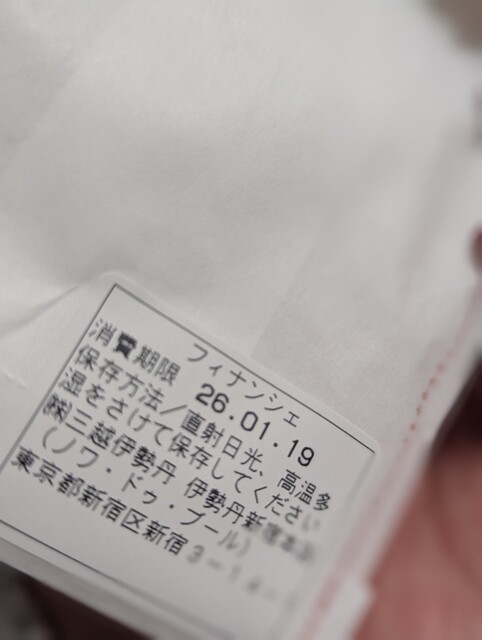 フィナンシェ
消費期限 26.01.19
保存方法／直射日光、高温多
湿をさけて保存してください
㈱三越伊勢丹 伊勢丹新宿本店
(ノワ・ドゥ・ブール)
東京都新宿区新宿3-14-